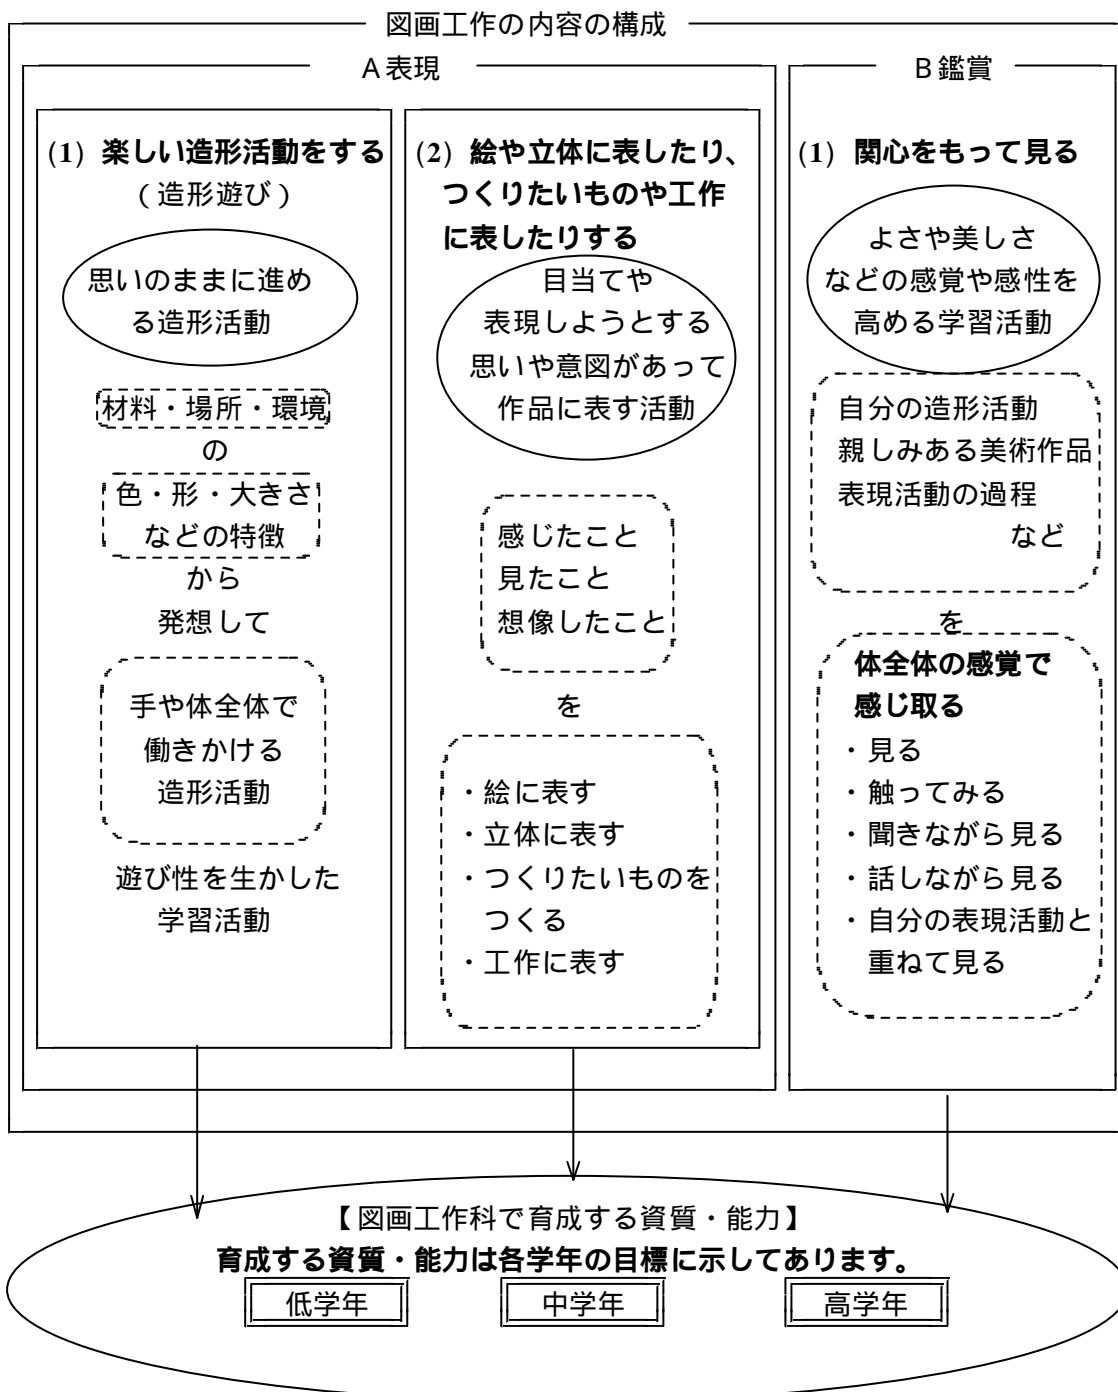 図画工作の内容の構成
A表現
(1) 楽しい造形活動をする
(造形遊び)
思いのままに進め
る造形活動
材料・場所・環境
の
色・形・大きさ
などの特徴
から
発想して
手や体全体で
働きかける
造形活動
遊び性を生かした
学習活動
(2) 絵や立体に表したり、
つくりたいものや工作
に表したりする
目当てや
表現しようとする
思いや意図があって
作品に表す活動
感じたこと
見たこと
想像したこと
を
・絵に表す
・立体に表す
・つくりたいものを
つくる
・工作に表す
B鑑賞
(1) 関心をもって見る
よさや美しさ
などの感覚や感性を
高める学習活動
自分の造形活動
親しみある美術作品
表現活動の過程
など
を
体全体の感覚で
感じ取る
・見る
・触ってみる
・聞きながら見る
・話しながら見る
・自分の表現活動と
重ねて見る
【図画工作科で育成する資質・能力】
育成する資質・能力は各学年の目標に示してあります。
低学年
中学年
高学年